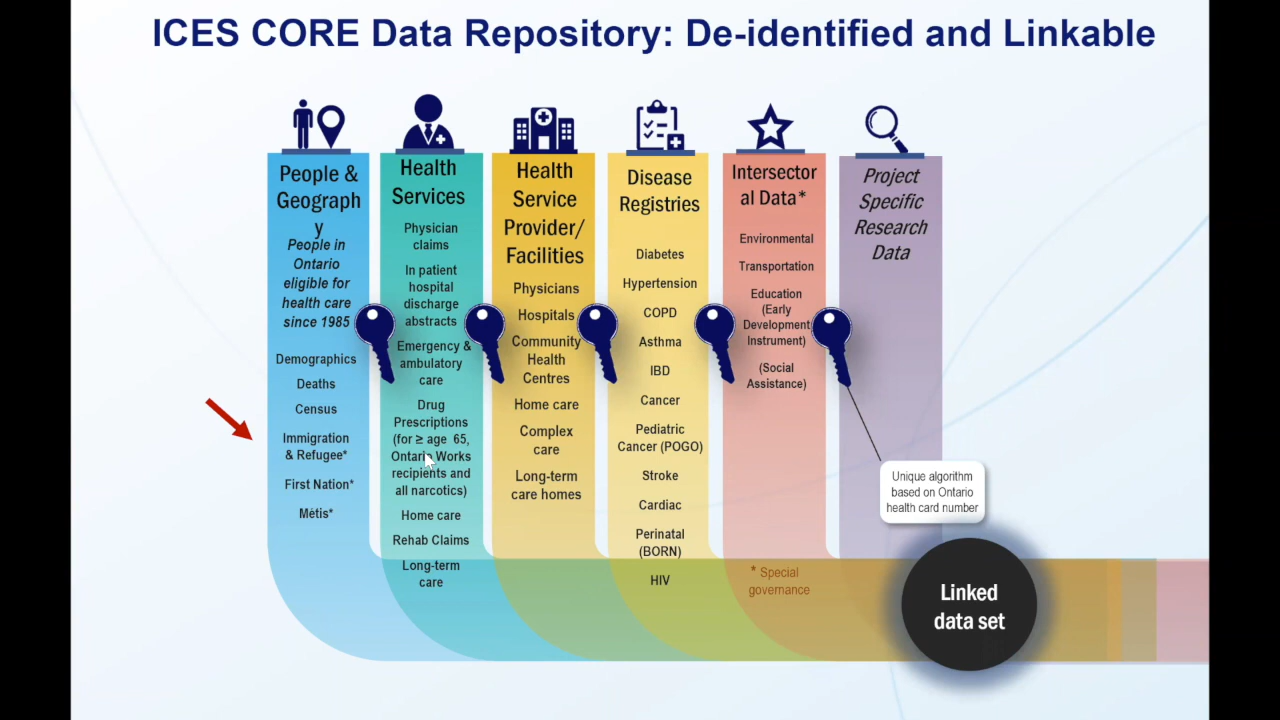 ICES CORE Data Repository: De-identified and Linkable
People &
Geograph
y
People in
Ontario
eligible for
health care
since 1985
Demographics
Deaths
Census
Immigration
& Refugee*
First Nation*
Métis*
Health
Services
Physician
claims
In patient
hospital
discharge
abstracts
Emergency &
ambulatory
care
Drug
Prescriptions
(for ≥ age 65,
Ontario Works
recipients and
all narcotics)
Home care
Rehab Claims
Long-term
care
Health
Service
Provider/
Facilities
Physicians
Hospitals
Community
Health
Centres
Home care
Complex
care
Long-term
care homes
Disease
Registries
Diabetes
Hypertension
COPD
Asthma
IBD
Cancer
Pediatric
Cancer (POGO)
Stroke
Cardiac
Perinatal
(BORN)
HIV
Intersector
al Data*
Environmental
Transportation
Education
(Early
Development
Instrument)
(Social
Assistance)
* Special
governance
Project
Specific
Research
Data
Unique algorithm
based on Ontario
health card number
Linked
data set